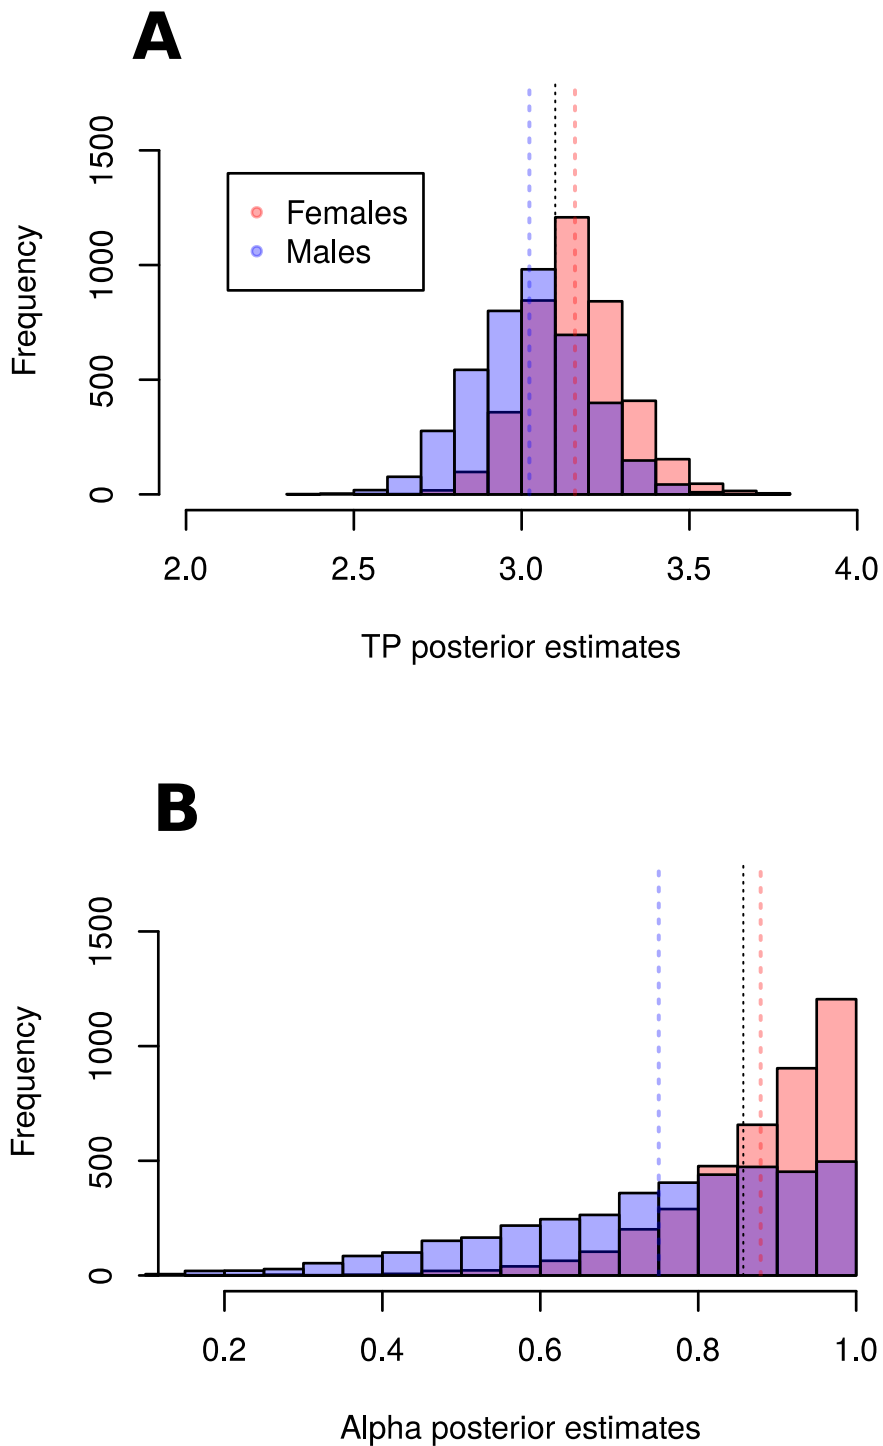 A
1500
1000
500
0
Frequency
Females
Males
2.0 2.5 3.0 3.5 4.0
TP posterior estimates
B
1500
1000
500
0
Frequency
0.2 0.4 0.6 0.8 1.0
Alpha posterior estimates